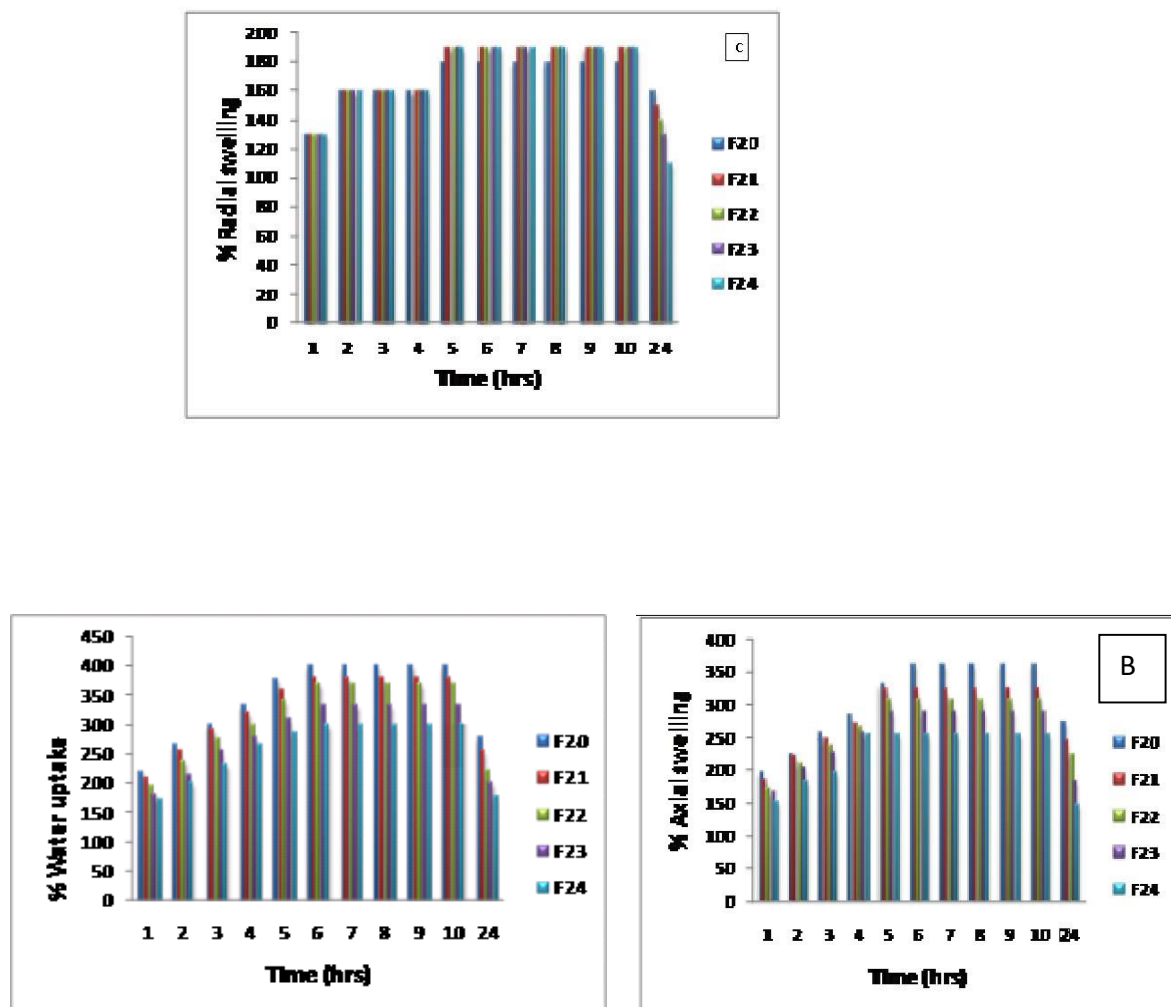 c
200
180
160
140
120
100
80
60
40
20
0
% Radial swelling
1 2 3 4 5 6 7 8 9 10 24
Time (hrs)
F20
F21
F22
F23
F24
450
400
350
300
250
200
150
100
50
0
% Water uptake
1 2 3 4 5 6 7 8 9 10 24
Time (hrs)
F20
F21
F22
F23
F24
B
400
350
300
250
200
150
100
50
0
% Axial swelling
1 2 3 4 5 6 7 8 9 10 24
Time (hrs)
F20
F21
F22
F23
F24